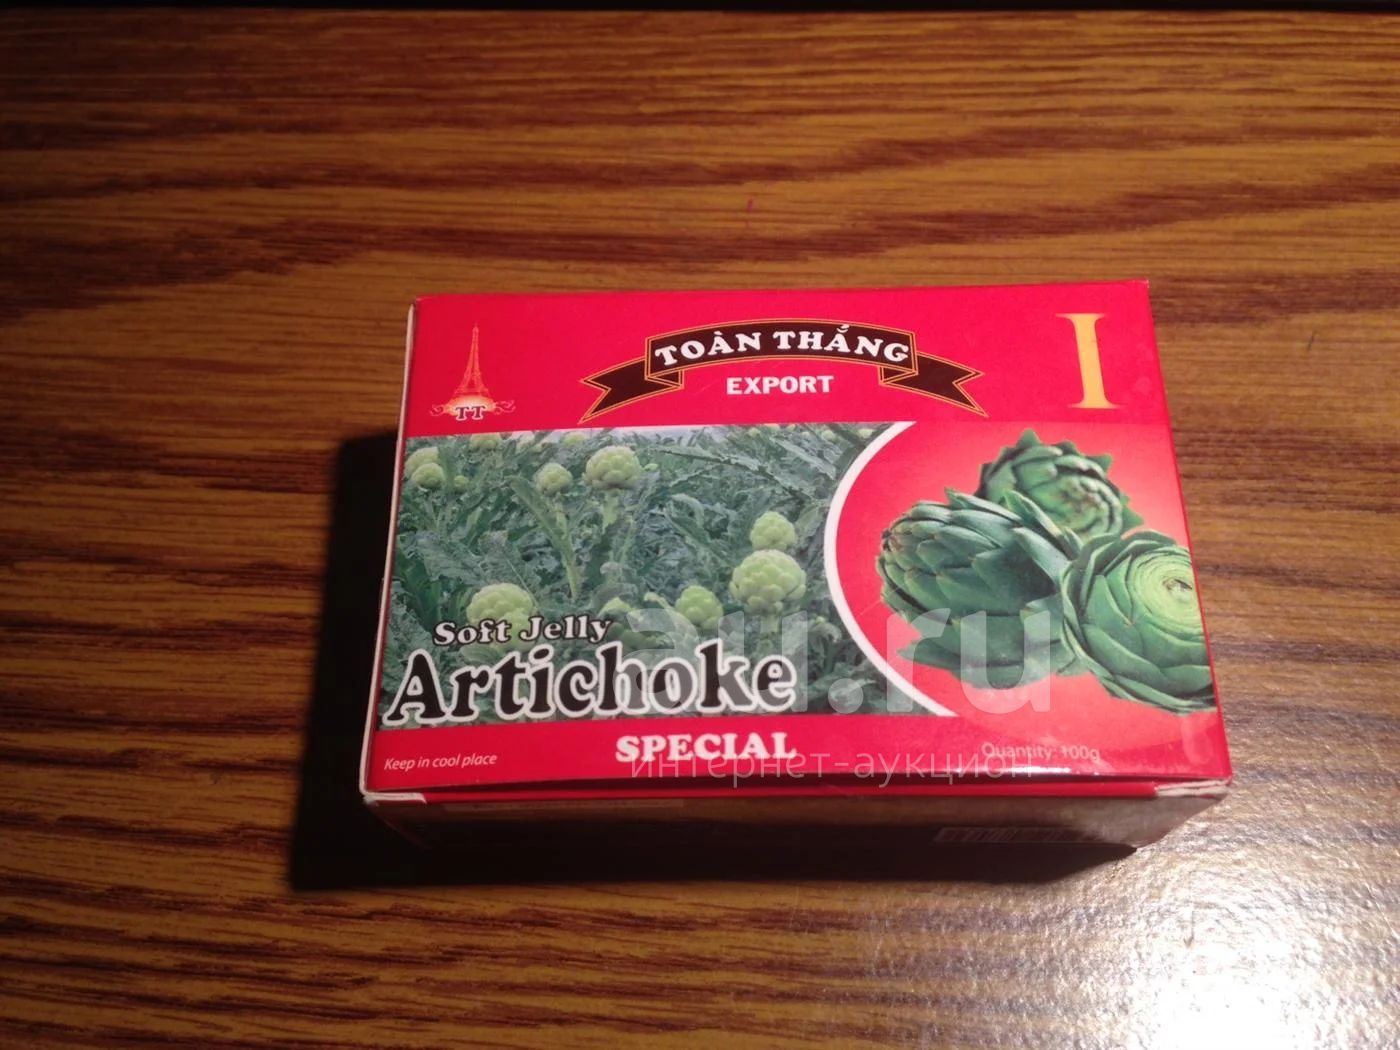 TOÀN THẮNG
EXPORT
I
TT
Soft Jelly
Artichoke
SPECIAL
Keep in cool place
Quantity: 100g
au.ru
интернет-аукцион